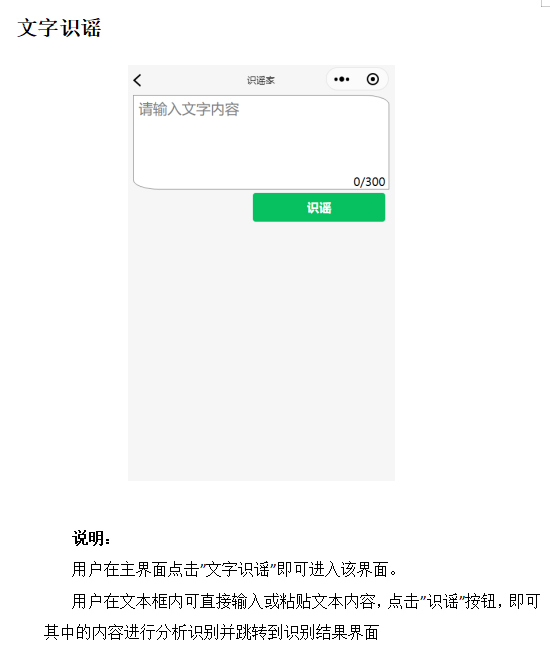 文字识谣
识谣家
请输入文字内容
0/300
识谣
说明：
用户在主界面点击”文字识谣”即可进入该界面。
用户在文本框内可直接输入或粘贴文本内容，点击”识谣”按钮，即可
其中的内容进行分析识别并跳转到识别结果界面